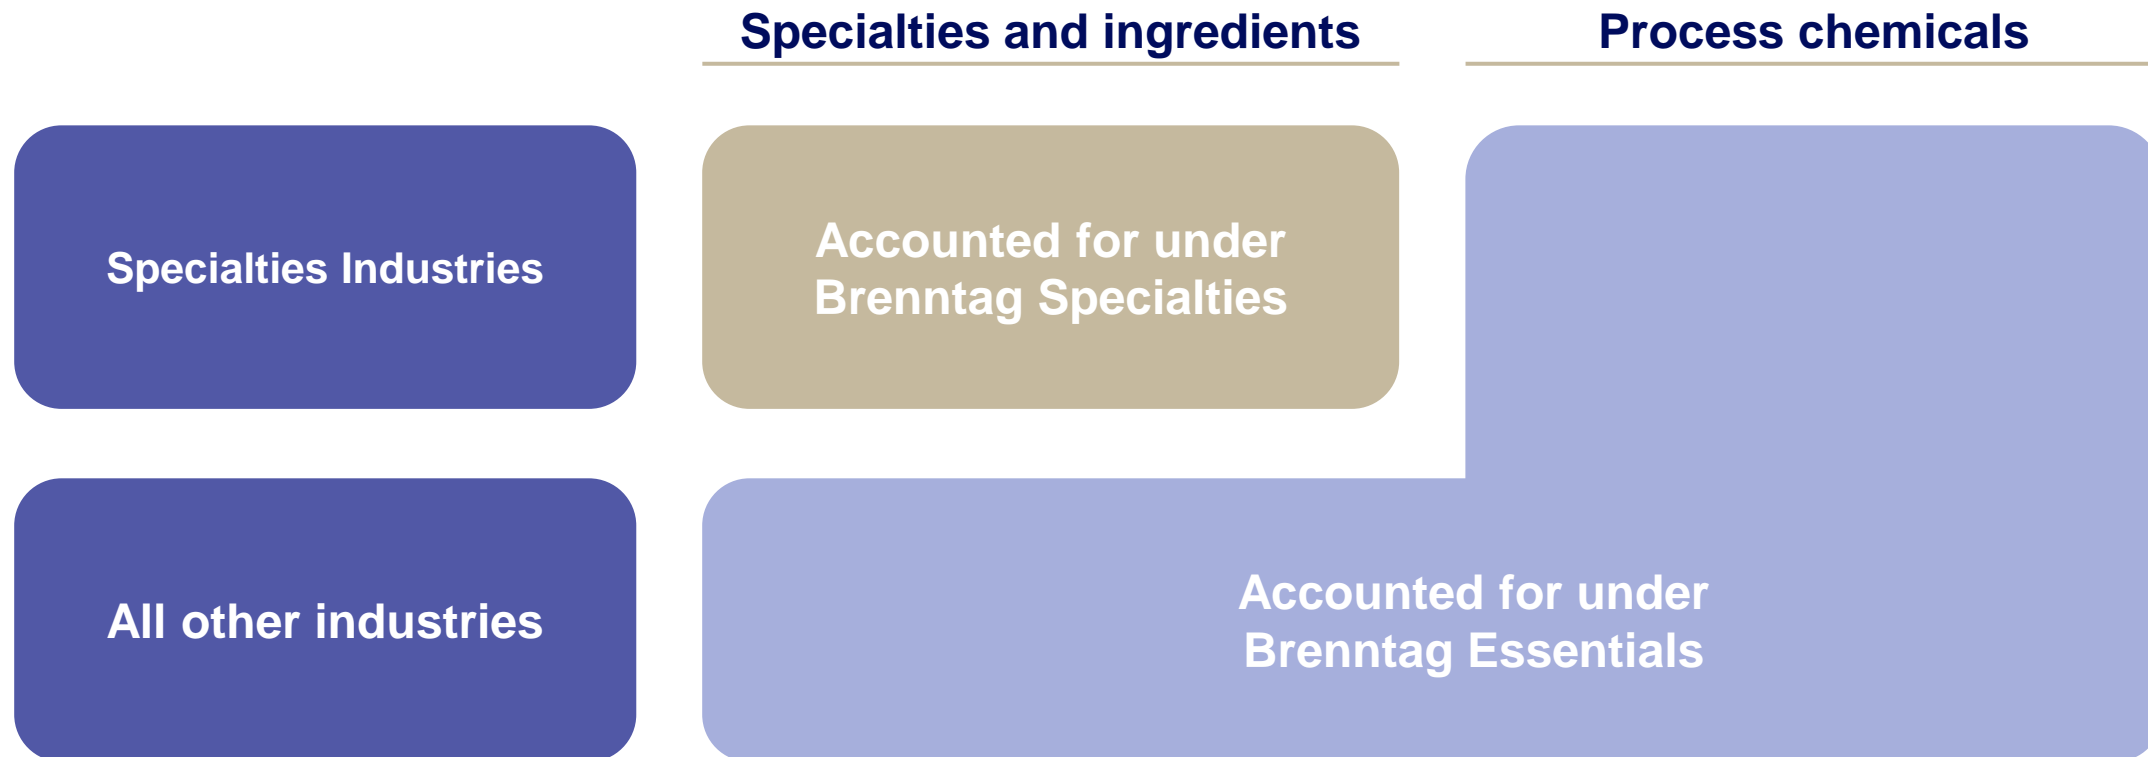 Specialties and ingredients
Process chemicals
Specialties Industries
Accounted for under
Brenntag Specialties
All other industries
Accounted for under
Brenntag Essentials